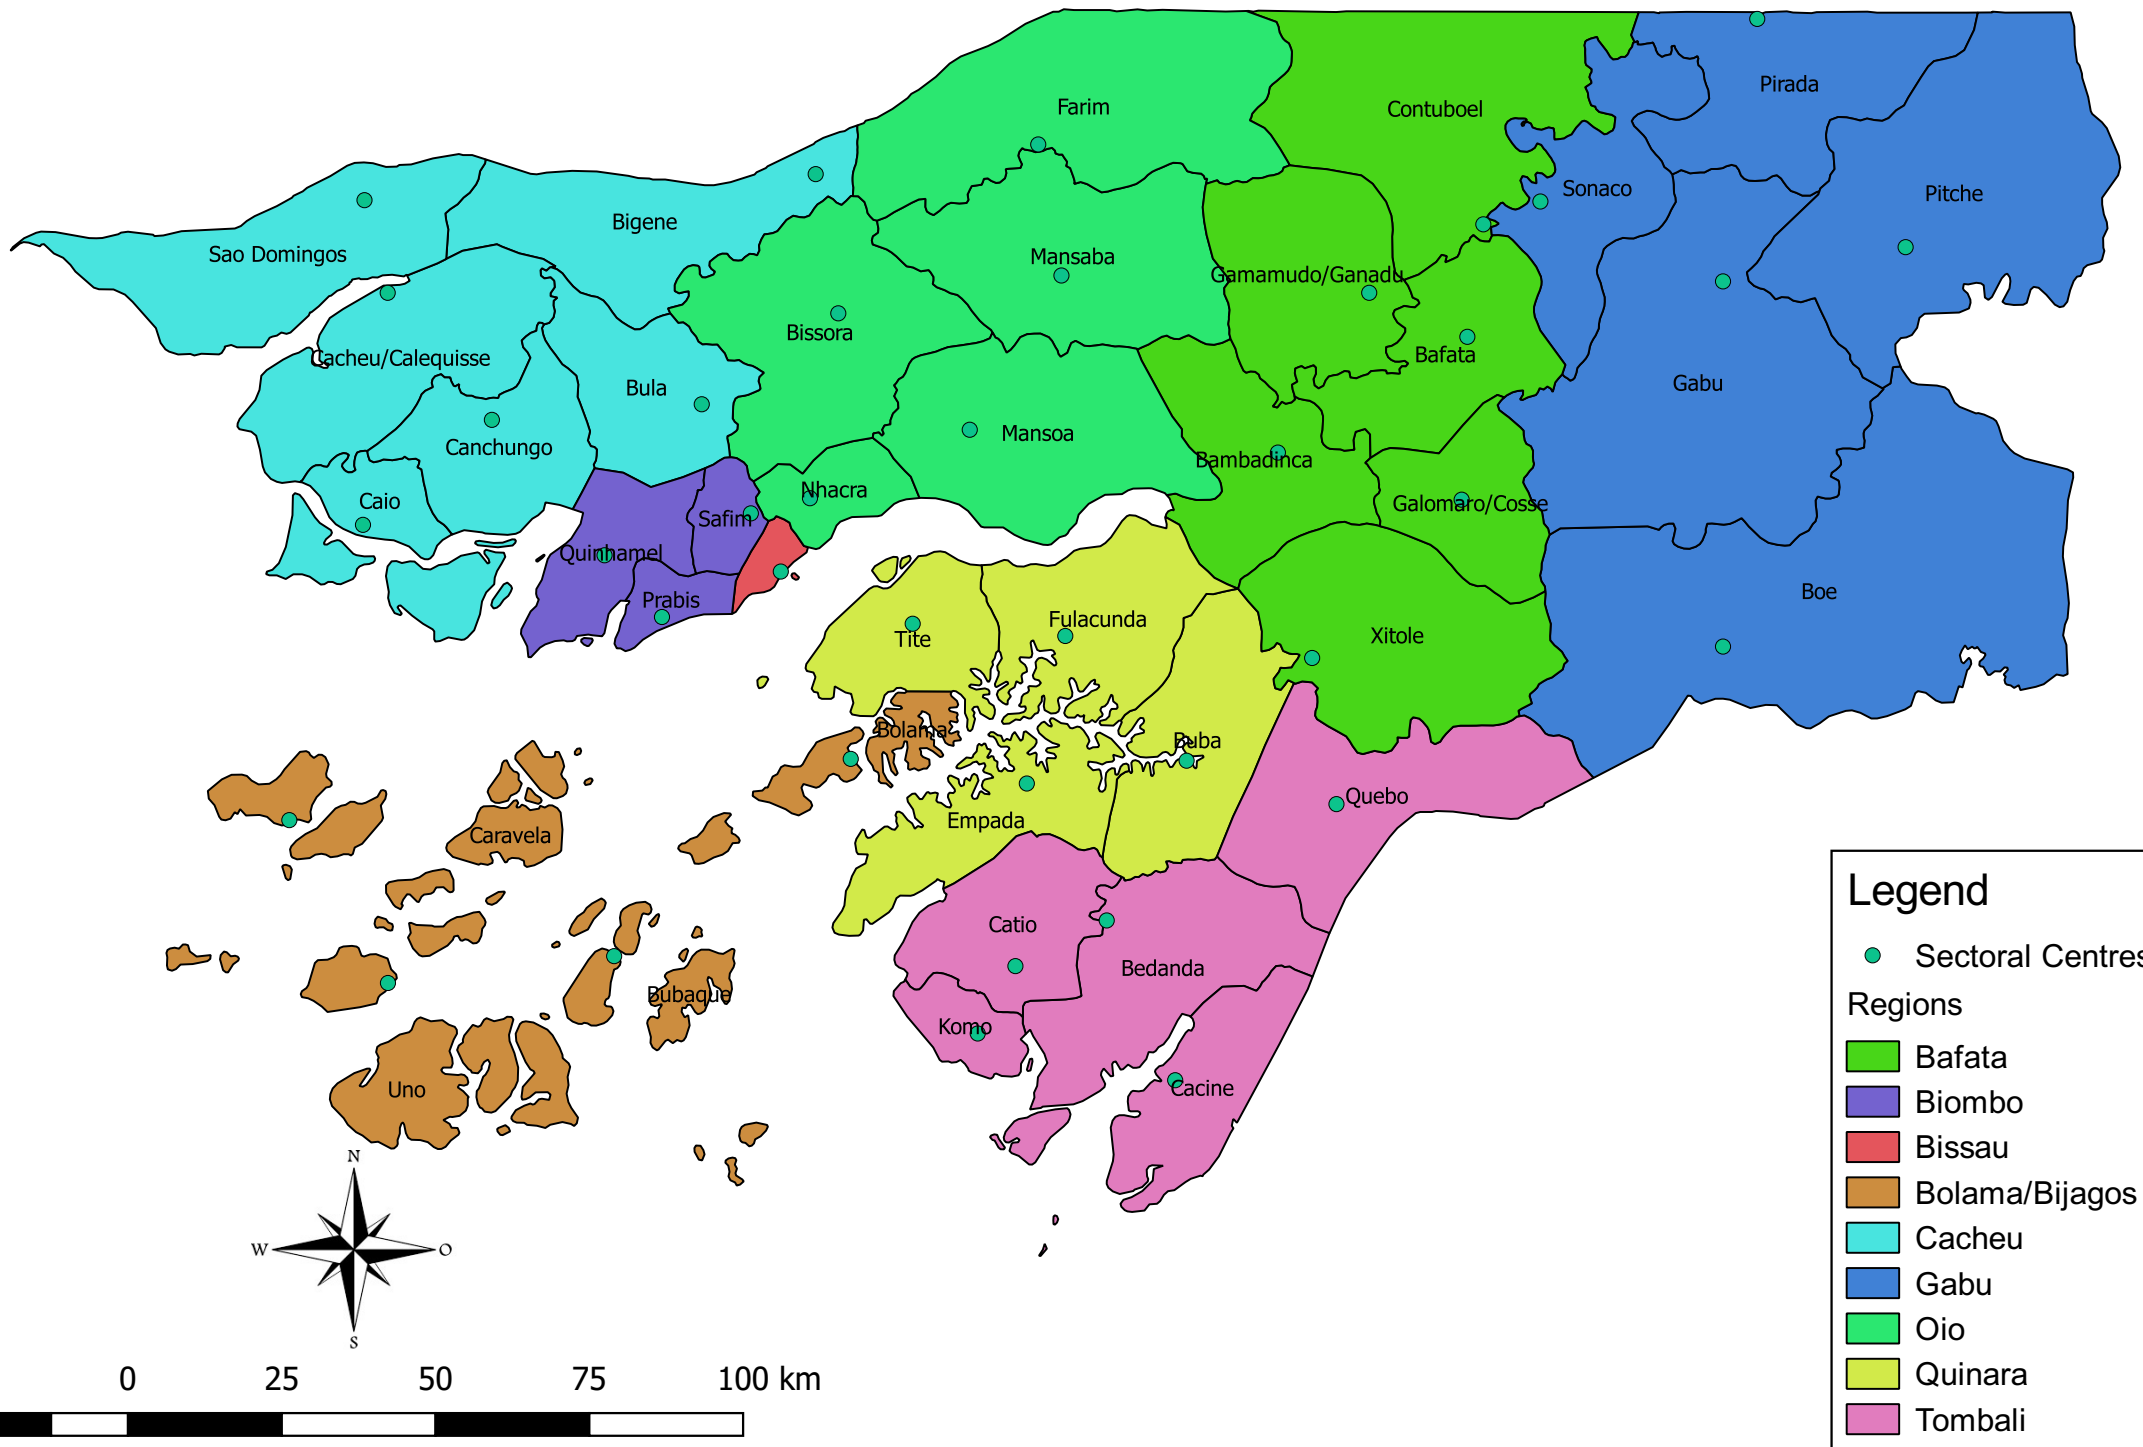 Farim
Contuboel
Pirada
Sonaco
Pitche
Bigene
Sao Domingos
Mansaba
Gamamudo/Ganadu
Bissora
Cacheu/Calequisse
Bafata
Bula
Gabu
Canchungo
Mansoa
Bambadinca
Caio
Nhacra
Galomaro/Cosse
Safim
Quinhamel
Prabis
Boe
Tite
Fulacunda
Xitole
Bolama
Buba
Quebo
Empada
Caravela
Catio
Bedanda
Bubaque
Komo
Uno
Cacine
Legend
Sectoral Centres
Regions
Bafata
Biombo
Bissau
Bolama/Bijagos
Cacheu
Gabu
Oio
Quinara
Tombali
N
W O
S
0 25 50 75 100 km